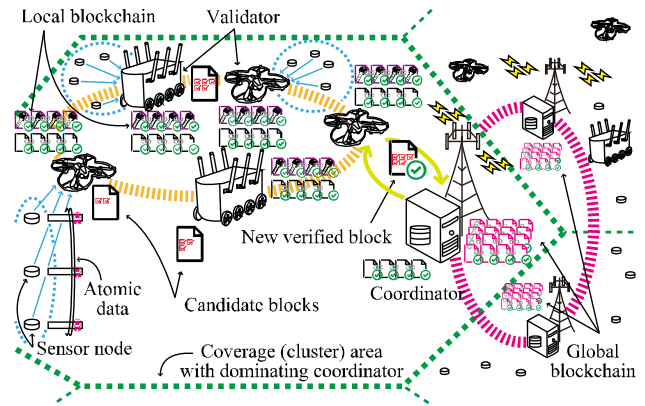 Local blockchain
Validator
New verified block
Coordinator
Atomic
data
Candidate blocks
Sensor node
Coverage (cluster) area
with dominating coordinator
Global
blockchain